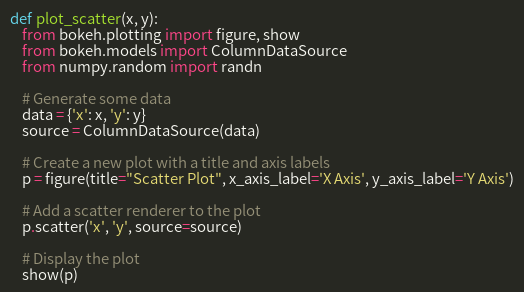 def plot_scatter(x, y):
from bokeh.plotting import figure, show
from bokeh.models import ColumnDataSource
from numpy.random import randn
# Generate some data
data = {'x': x, 'y': y}
source = ColumnDataSource(data)
# Create a new plot with a title and axis labels
p = figure(title="Scatter Plot", x_axis_label='X Axis', y_axis_label='Y Axis')
# Add a scatter renderer to the plot
p.scatter('x', 'y', source=source)
# Display the plot
show(p)